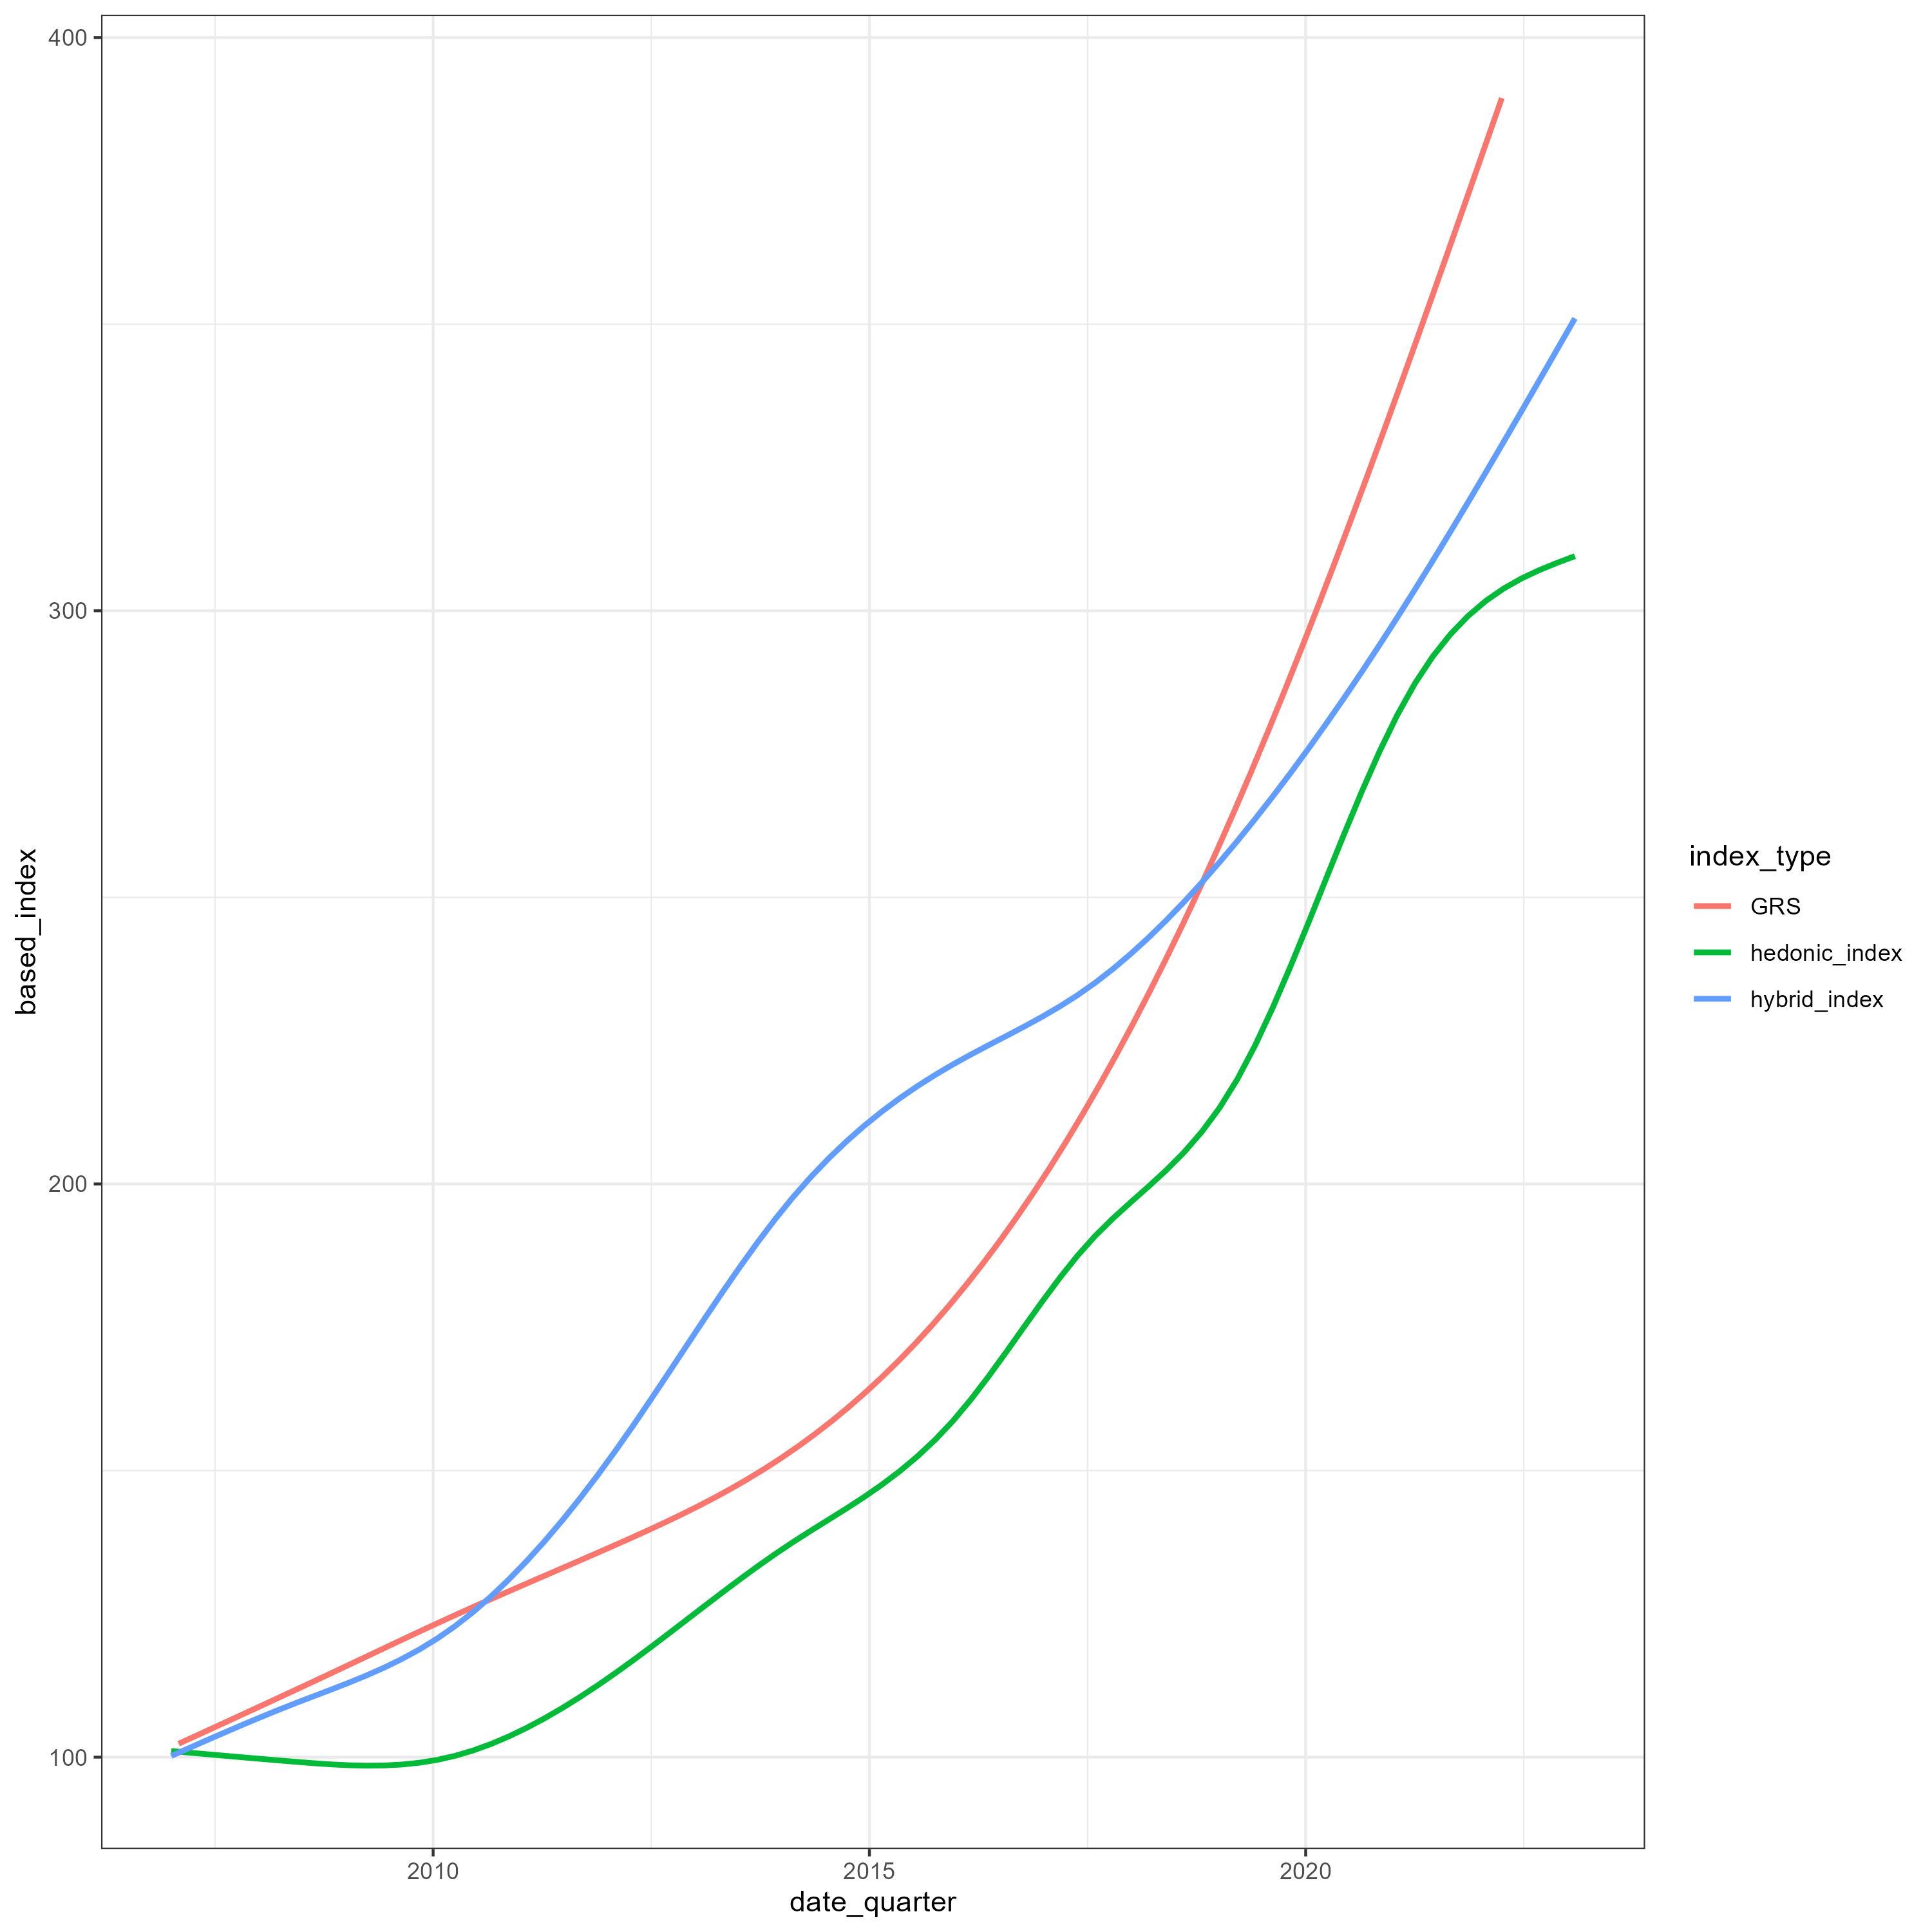 400
300
200
100
based_index
2010 2015 2020
date_quarter
index_type
GRS
hedonic_index
hybrid_index